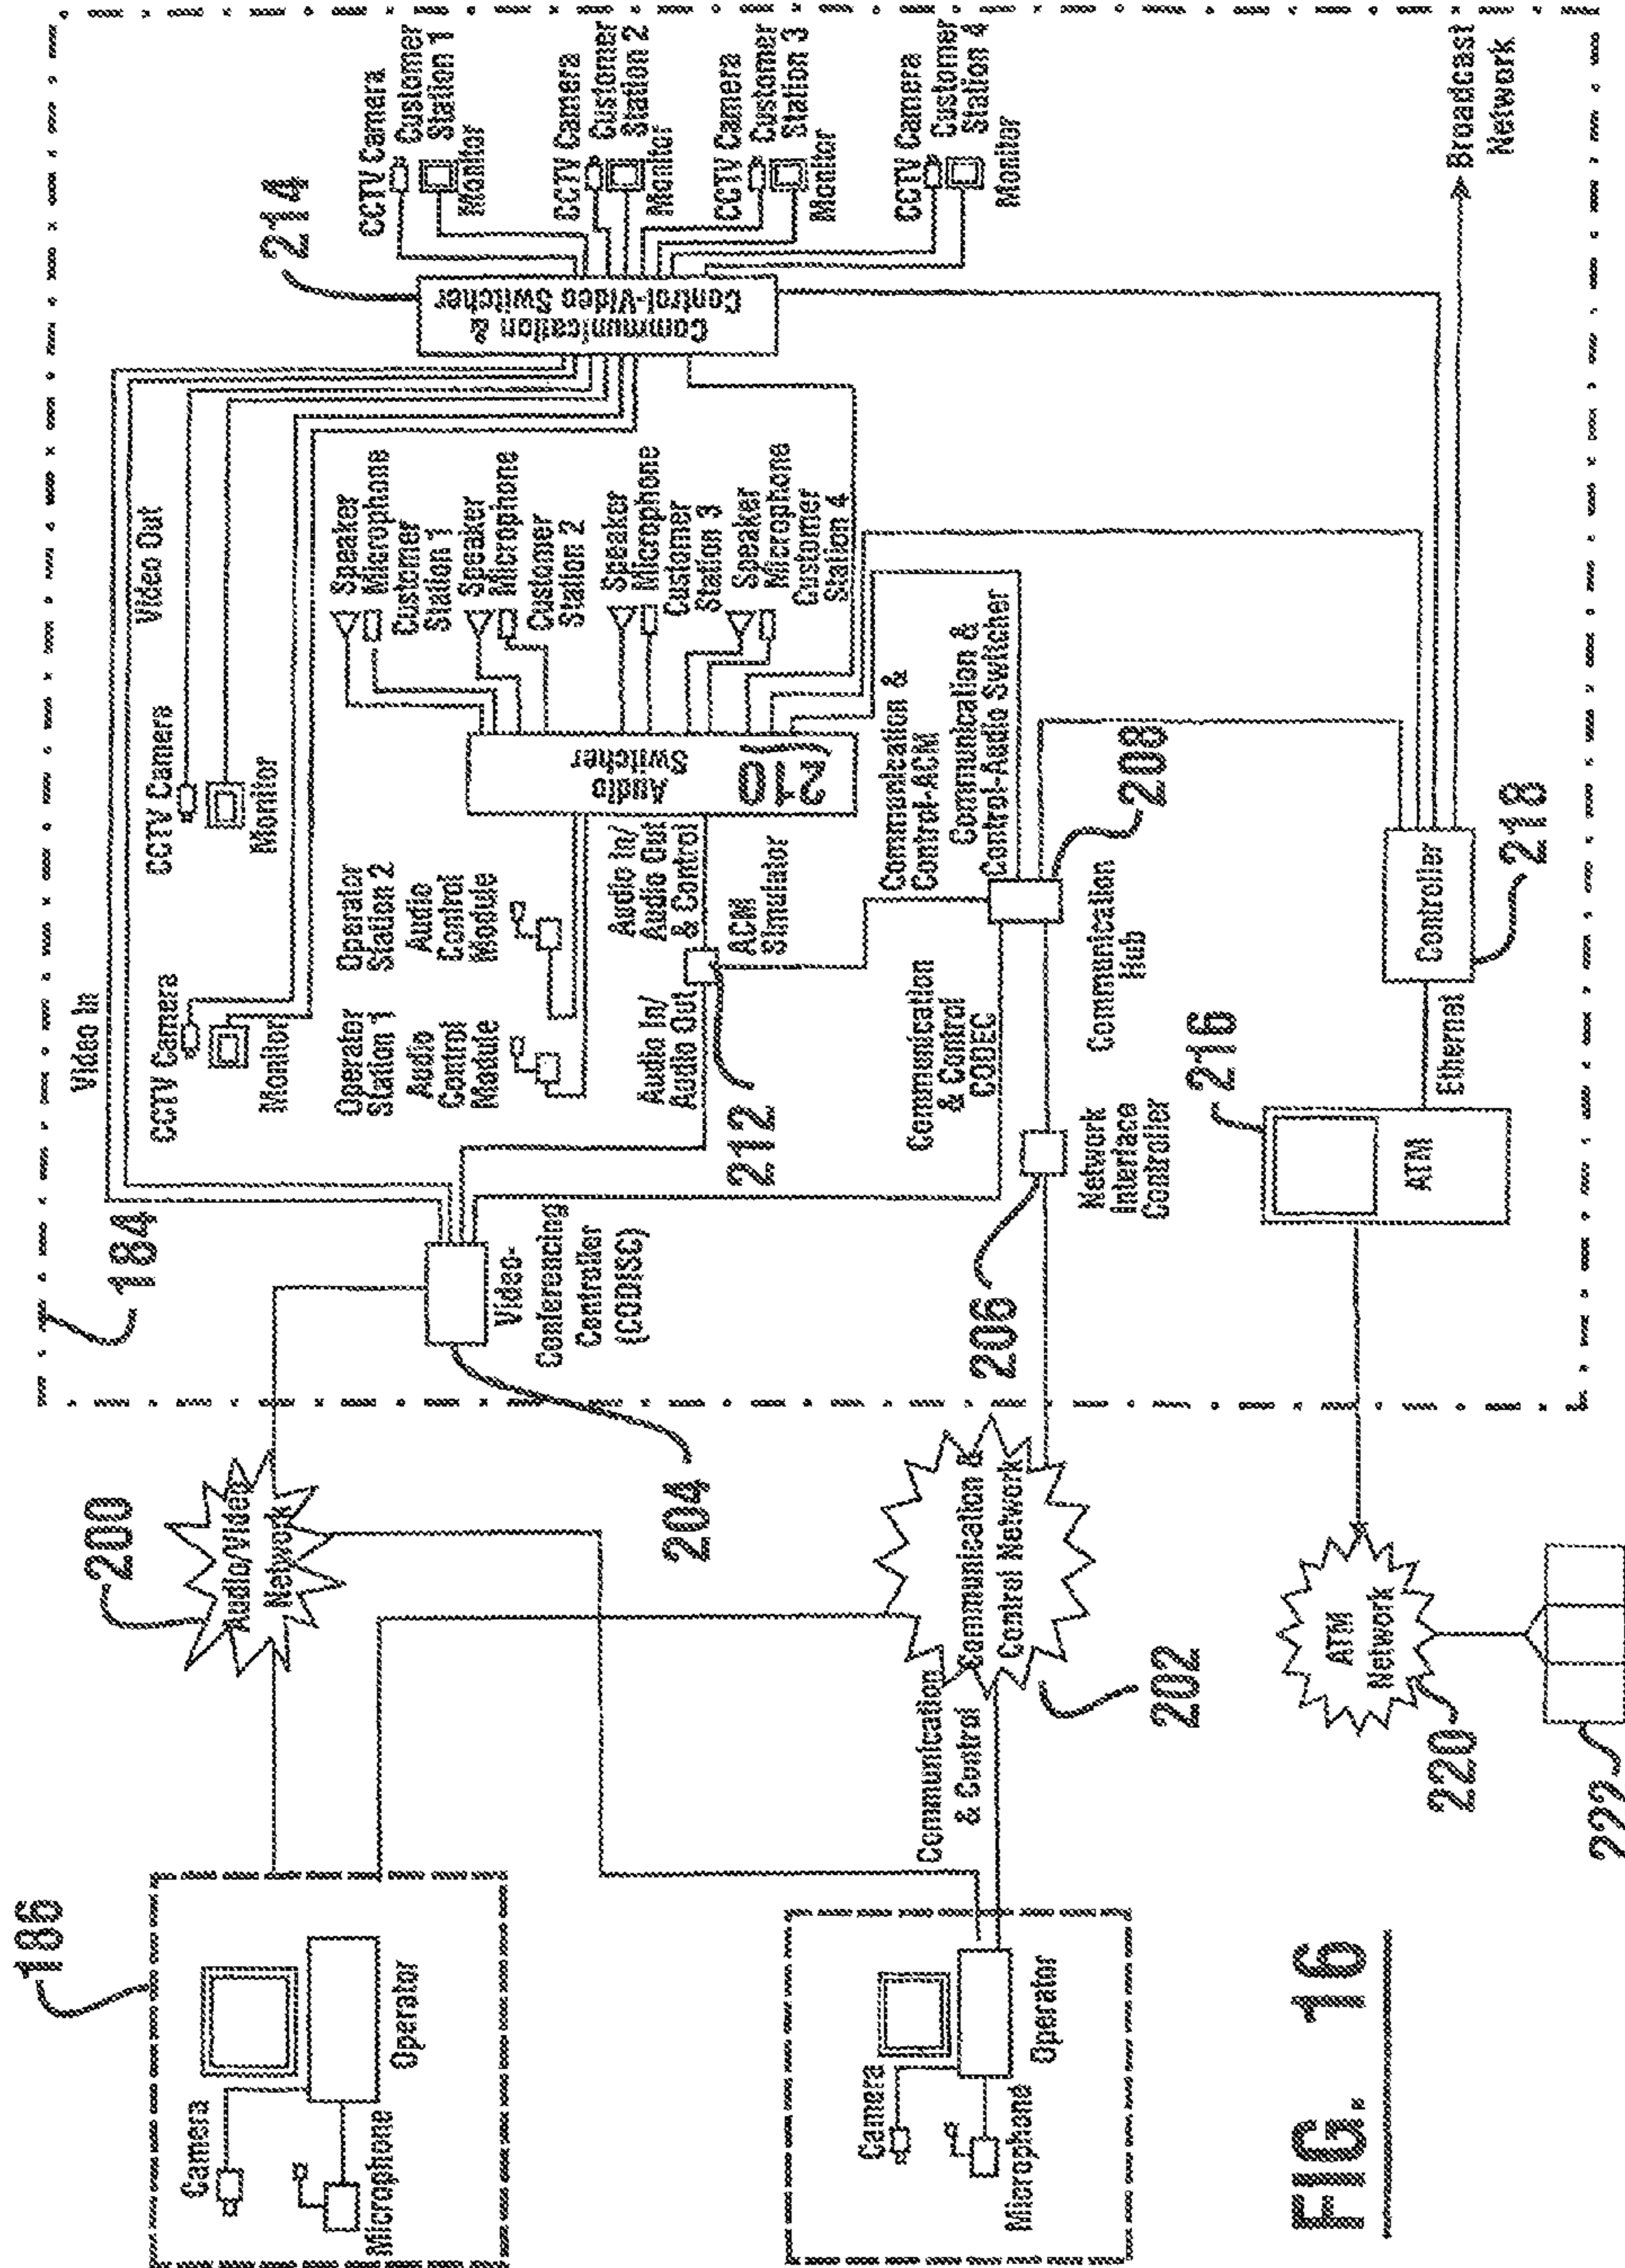 186
Camera
Microphone
Operator
Camera
Microphone
Operator
FIG. 16
200
Audio/Video
Network
204
Communication
& Control
Communication &
Control Network
202
ATM
Network
220
222
184
Video In
Video Out
CCTV Camera
Monitor
CCTV Camera
Monitor
Video-
Conferencing
Controller
(CODISC)
Operator
Station 1
Audio
Control
Module
Operator
Station 2
Audio
Control
Module
Audio In/
Audio Out
Audio In/
Audio Out
& Control
ACM
Simulator
212
Audio
Switcher
210
Speaker
Microphone
Customer
Station 1
Speaker
Microphone
Customer
Station 2
Speaker
Microphone
Customer
Station 3
Speaker
Microphone
Customer
Station 4
214
Communication &
Control-Video Switcher
CCTV Camera
Customer
Station 1
Monitor
CCTV Camera
Customer
Station 2
Monitor
CCTV Camera
Customer
Station 3
Monitor
CCTV Camera
Customer
Station 4
Monitor
Communication
& Control
CODEC
Communication &
Control-ACM
Communication &
Control-Audio Switcher
208
Communication
Hub
206
Network
Interface
Controller
216
ATM
Ethernet
Controller
218
Broadcast
Network